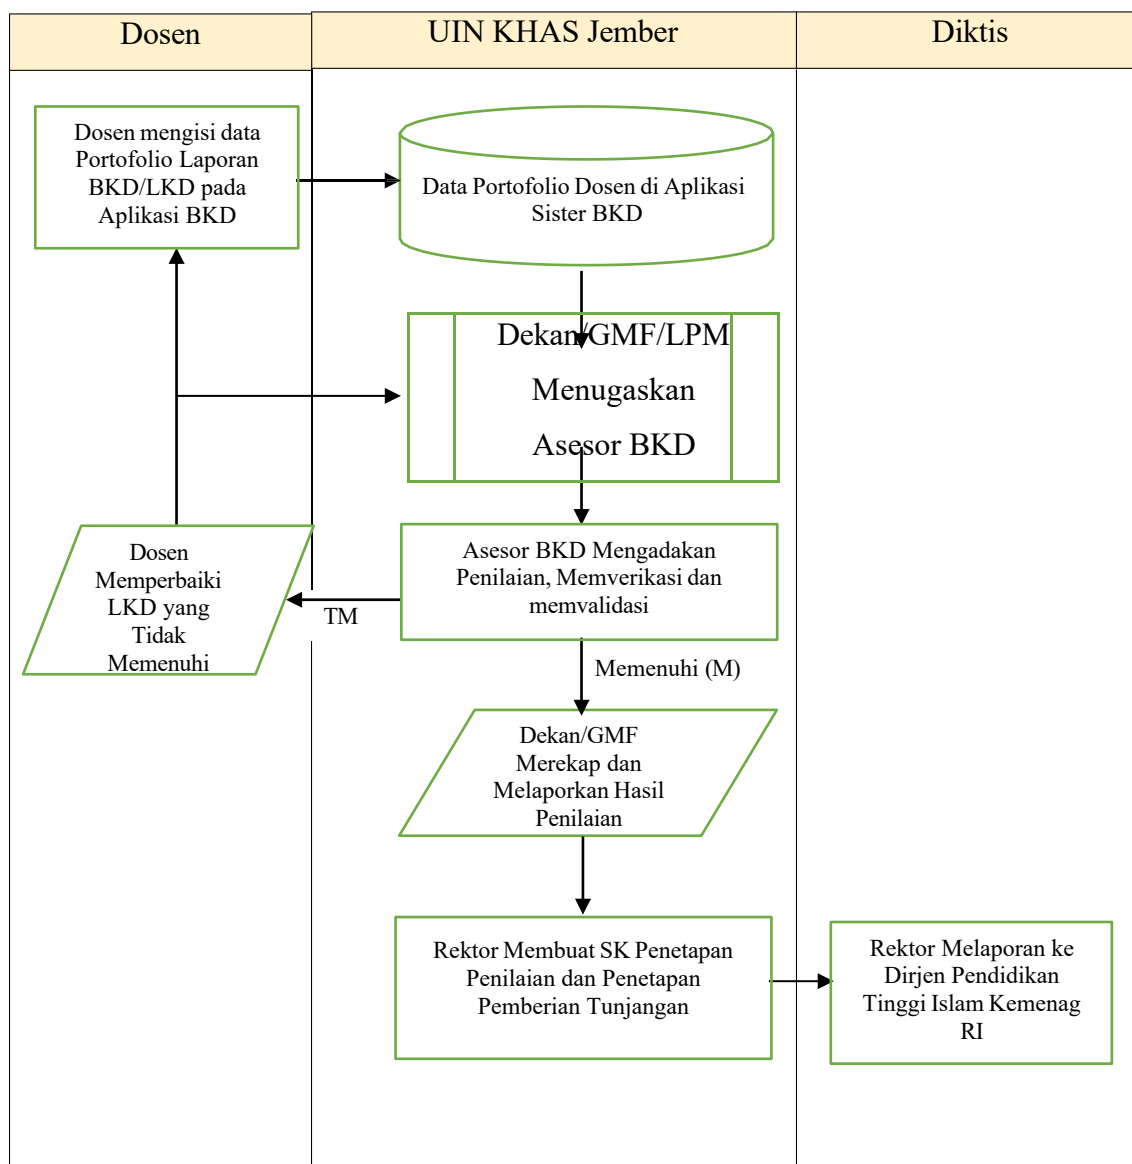 Dosen
UIN KHAS Jember
Diktis
Dosen mengisi data
Portofolio Laporan
BKD/LKD pada
Aplikasi BKD
Data Portofolio Dosen di Aplikasi
Sister BKD
Dekan/GMF/LPM
Menugaskan
Asesor BKD
Dosen
Memperbaiki
LKD yang
Tidak
Memenuhi
TM
Asesor BKD Mengadakan
Penilaian, Memverikasi dan
memvalidasi
Memenuhi (M)
Dekan/GMF
Merekap dan
Melaporkan Hasil
Penilaian
Rektor Membuat SK Penetapan
Penilaian dan Penetapan
Pemberian Tunjangan
Rektor Melaporan ke
Dirjen Pendidikan
Tinggi Islam Kemenag
RI